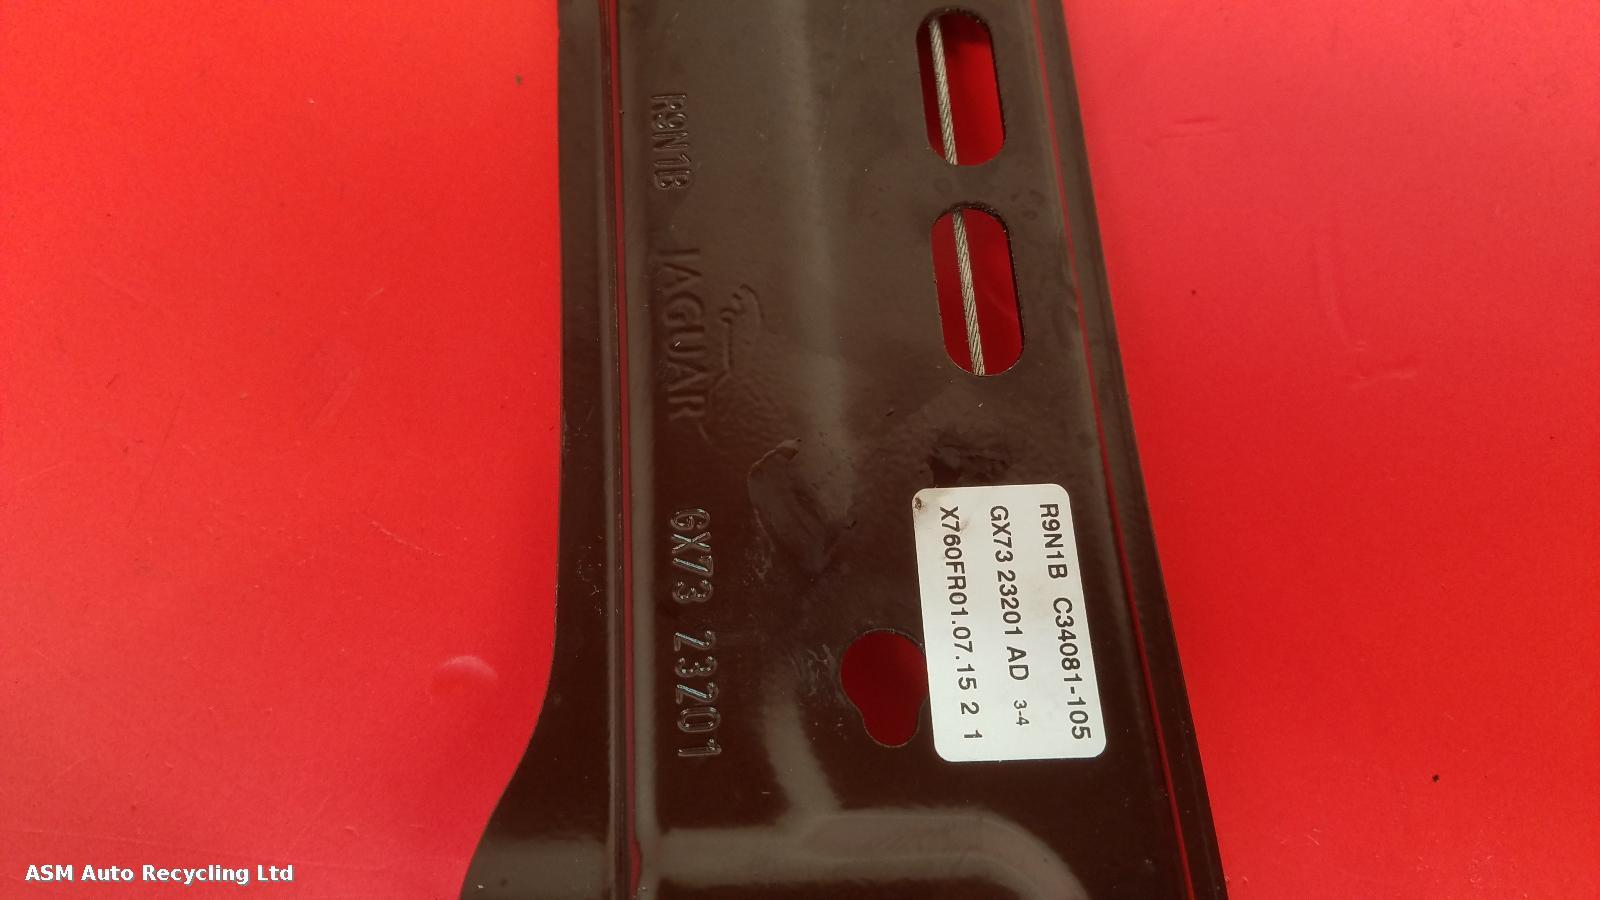 R9N1B JAGUAR GX73 23201
R9N1B C34081-105
GX73 23201 AD 3-4
X760FR01.07.15 2 1
ASM Auto Recycling Ltd